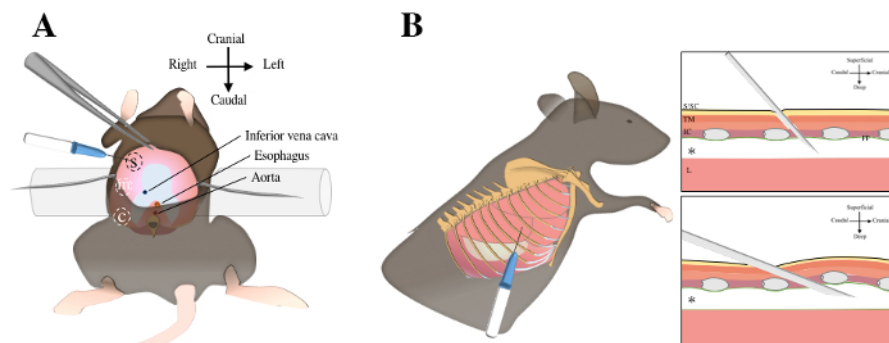 A
Cranial
Right
Left
Caudal
Inferior vena cava
Esophagus
Aorta
S
C
B
Superficial
Caudal
Cranial
Deep
S/SC
TM
IC
*
L
Superficial
Caudal
Cranial
Deep
*